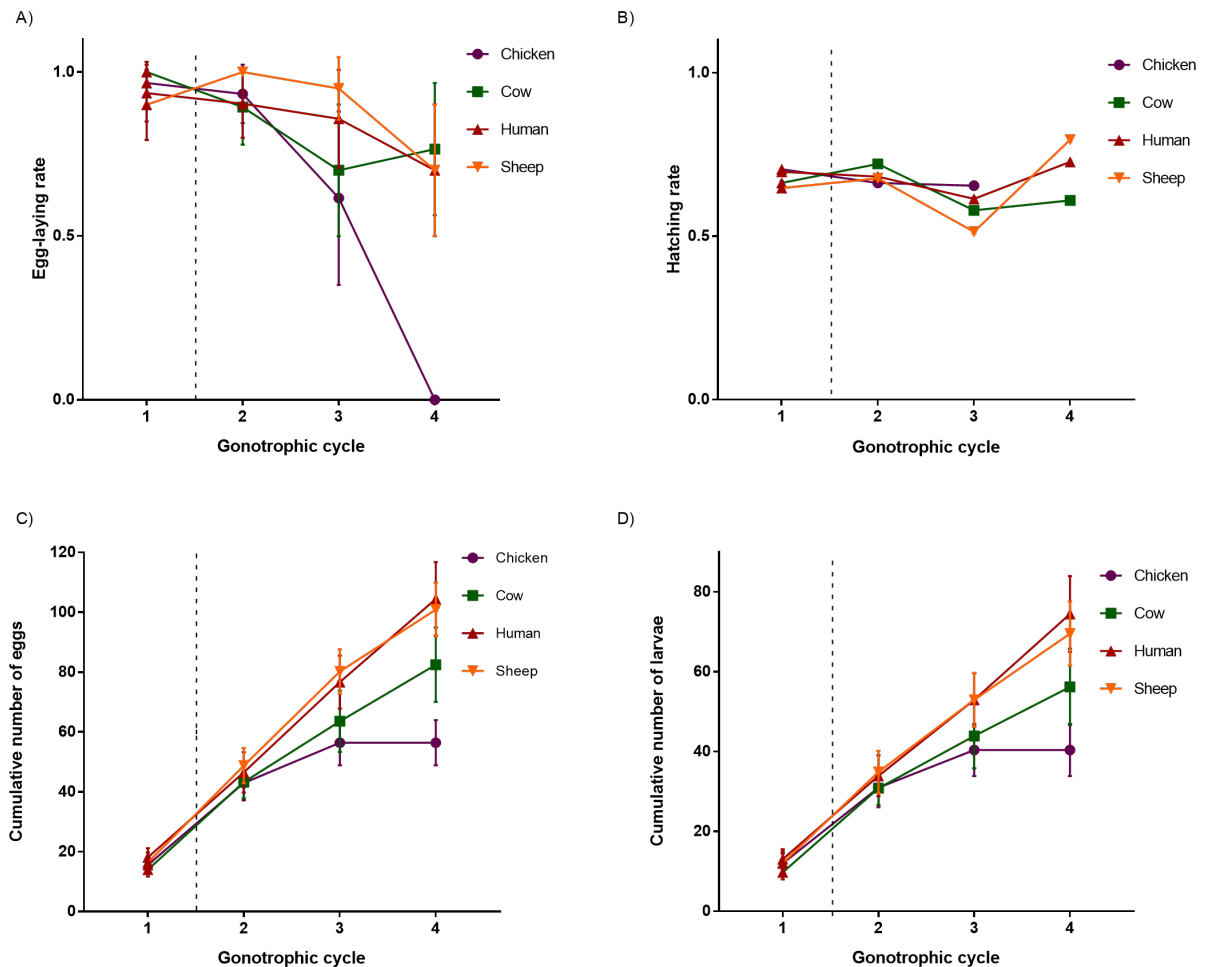 A)
Egg-laying rate
1.0
0.5
0.0
1 2 3 4
Gonotrophic cycle
Chicken
Cow
Human
Sheep
B)
Hatching rate
1.0
0.5
0.0
1 2 3 4
Gonotrophic cycle
Chicken
Cow
Human
Sheep
C)
Cumulative number of eggs
120
100
80
60
40
20
0
1 2 3 4
Gonotrophic cycle
Chicken
Cow
Human
Sheep
D)
Cumulative number of larvae
80
60
40
20
0
1 2 3 4
Gonotrophic cycle
Chicken
Cow
Human
Sheep